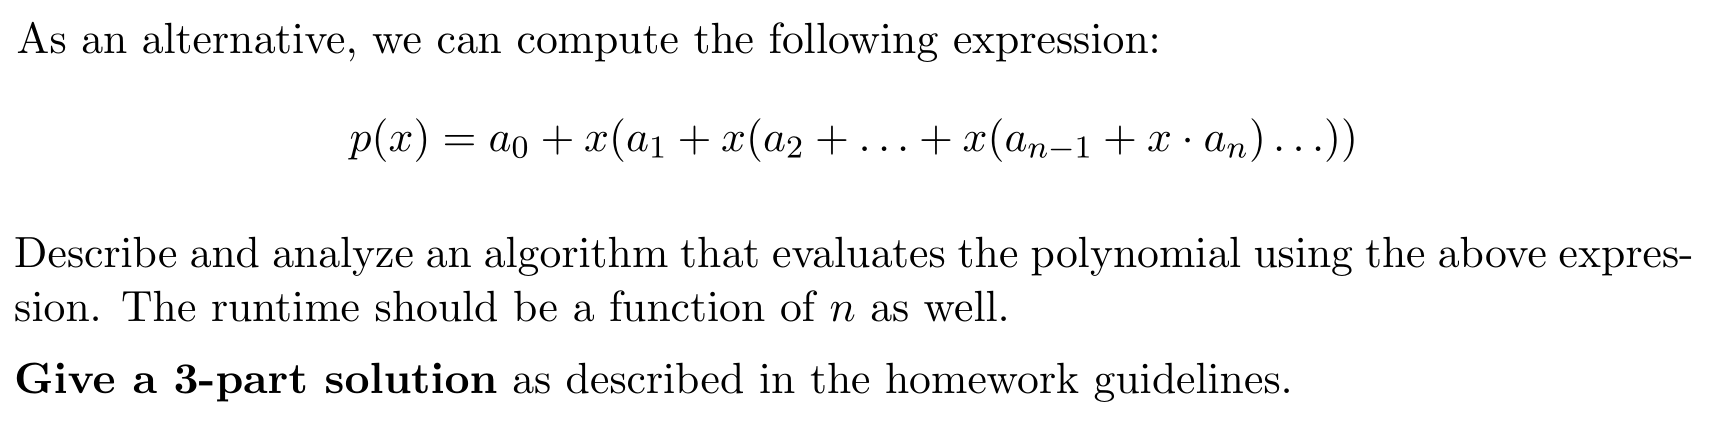 As an alternative, we can compute the following expression:
p(x) = a₀ + x(a₁ + x(a₂ + . . . + x(aₙ₋₁ + x · aₙ) . . .))
Describe and analyze an algorithm that evaluates the polynomial using the above expres-
sion. The runtime should be a function of n as well.
Give a 3-part solution as described in the homework guidelines.